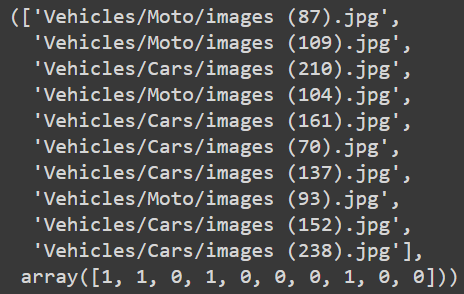 (['Vehicles/Moto/images (87).jpg',
'Vehicles/Moto/images (109).jpg',
'Vehicles/Cars/images (210).jpg',
'Vehicles/Moto/images (104).jpg',
'Vehicles/Cars/images (161).jpg',
'Vehicles/Cars/images (70).jpg',
'Vehicles/Cars/images (137).jpg',
'Vehicles/Moto/images (93).jpg',
'Vehicles/Cars/images (152).jpg',
'Vehicles/Cars/images (238).jpg'],
array([1, 1, 0, 1, 0, 0, 0, 1, 0, 0]))